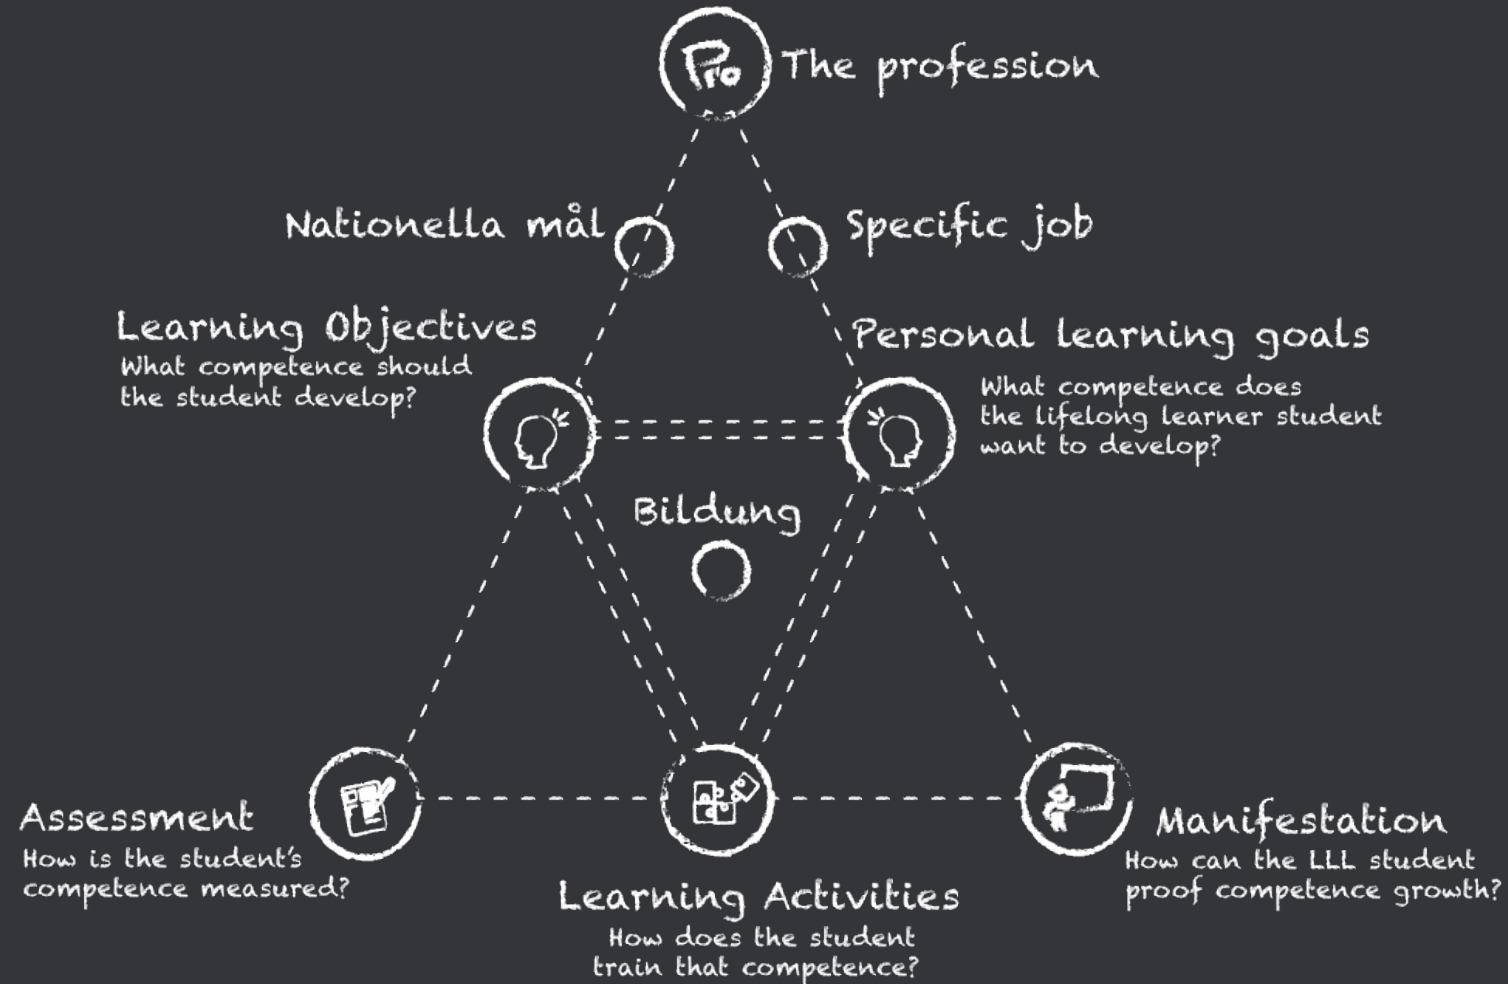 Pro
The profession
Nationella mål
Specific job
Learning Objectives
What competence should
the student develop?
Personal learning goals
What competence does
the lifelong learner student
want to develop?
Bildung
Assessment
How is the student's
competence measured?
Learning Activities
How does the student
train that competence?
Manifestation
How can the LLL student
proof competence growth?